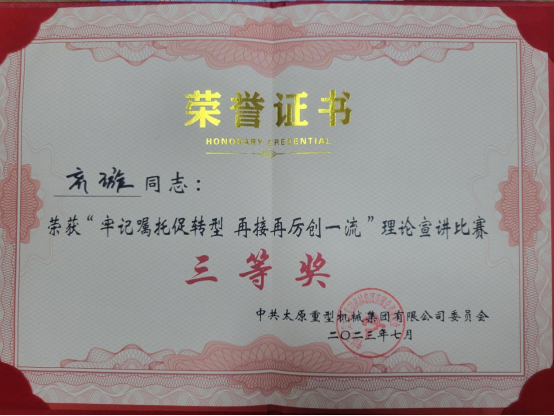 荣誉证书
HONORARY CREDENTIAL
齐璇同志：
荣获“牢记嘱托促转型 再接再厉创一流”理论宣讲比赛
三等奖
中共太原重型机械集团有限公司委员会
二〇二三年七月